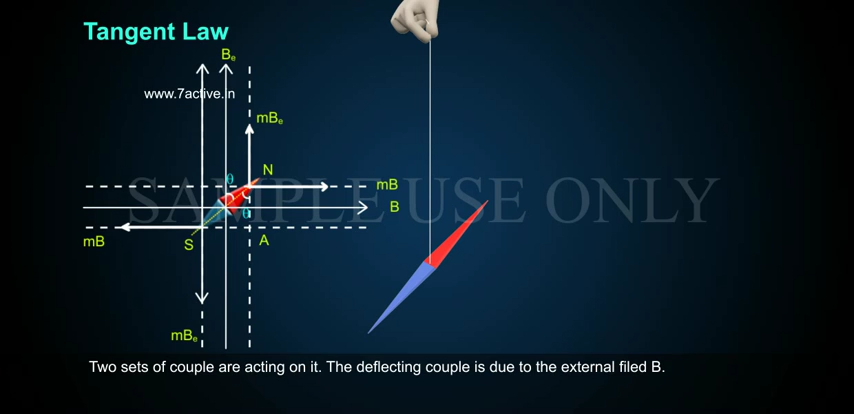 Tangent Law
Bₑ
www.7active.in
mBₑ
θ
N
mB
SAMPLE USE ONLY
B
θ
mB
S
A
mBₑ
Two sets of couple are acting on it. The deflecting couple is due to the external filed B.